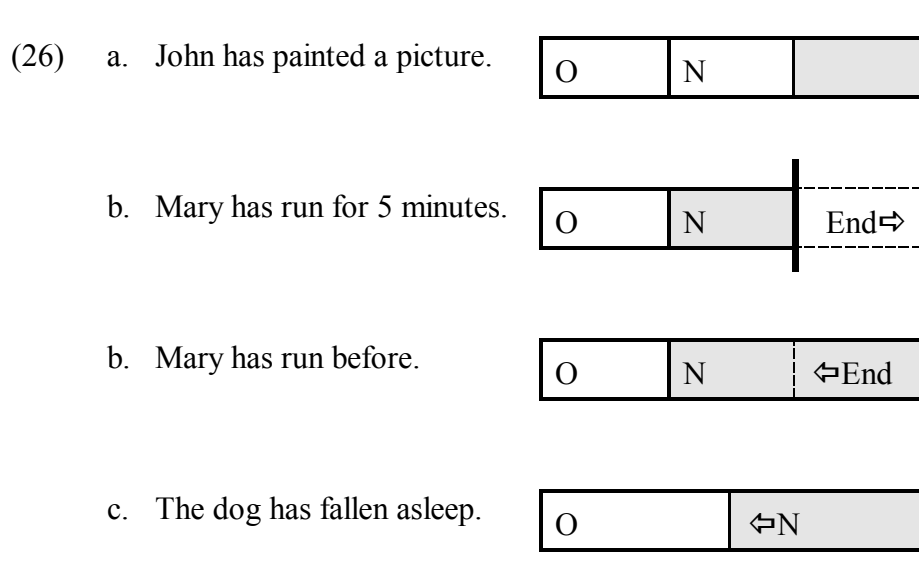 (26) a. John has painted a picture. O N
b. Mary has run for 5 minutes. O N End⇨
b. Mary has run before. O N ⇦End
c. The dog has fallen asleep. O ⇦N